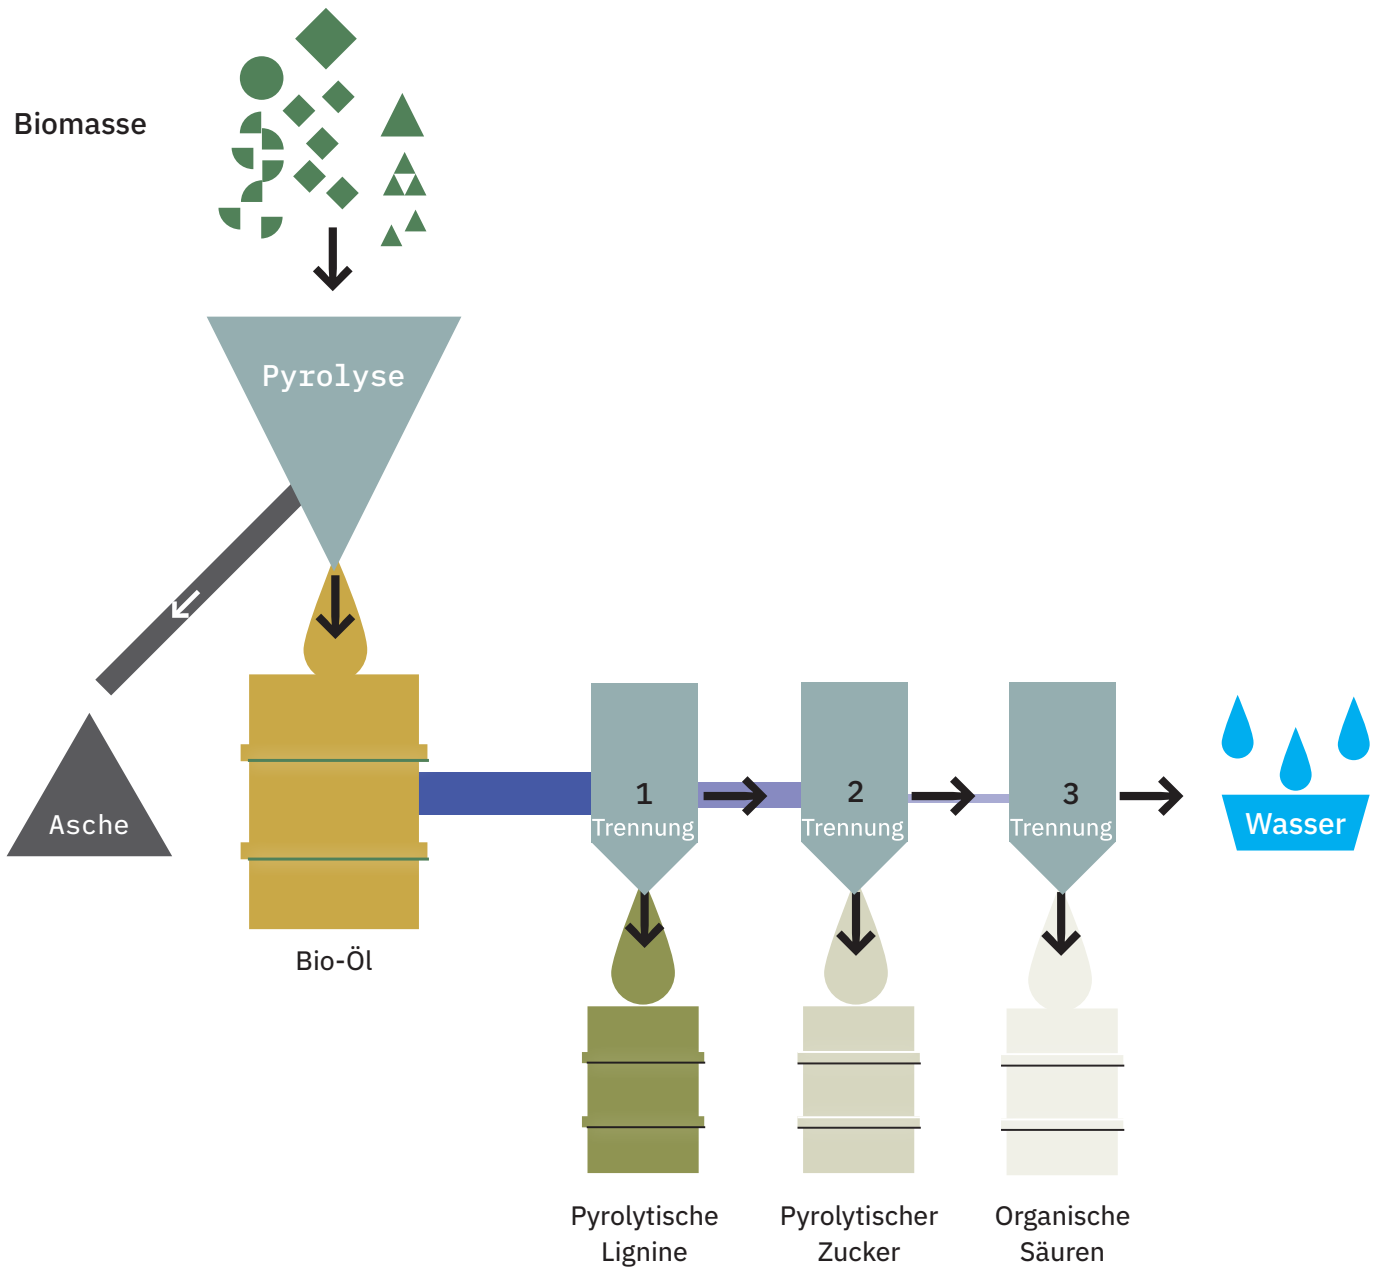 Biomasse
Pyrolyse
Asche
Bio-Öl
1
Trennung
2
Trennung
3
Trennung
Wasser
Pyrolytische
Lignine
Pyrolytischer
Zucker
Organische
Säuren